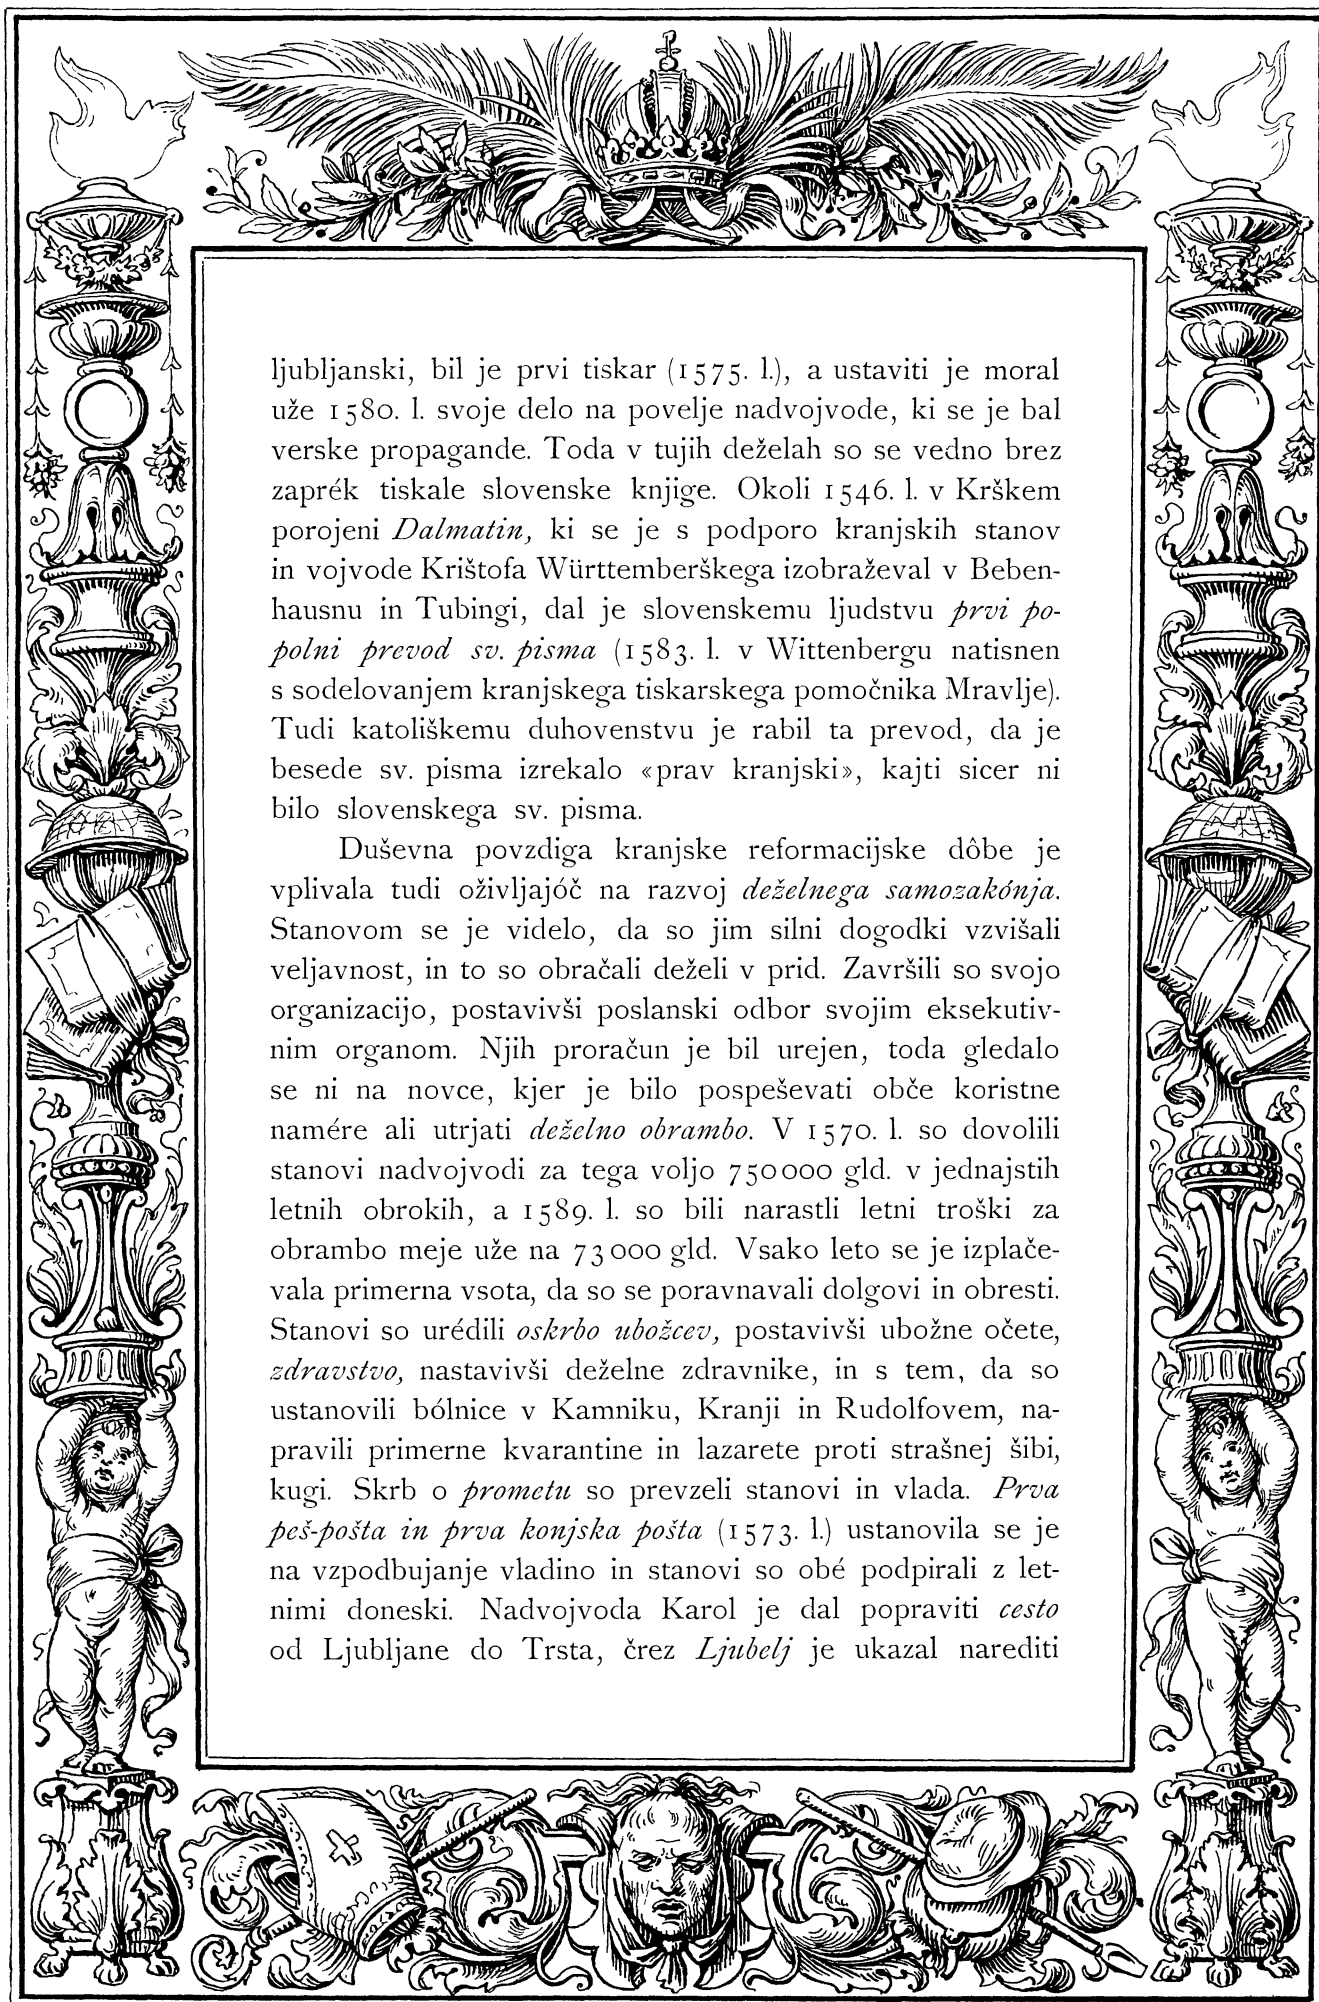 ljubljanski, bil je prvi tiskar (1575. l.), a ustaviti je moral
uže 1580. l. svoje delo na povelje nadvojvode, ki se je bal
verske propagande. Toda v tujih deželah so se vedno brez
zaprék tiskale slovenske knjige. Okoli 1546. l. v Krškem
porojeni Dalmatin, ki se je s podporo kranjskih stanov
in vojvode Krištofa Württemberškega izobraževal v Beben-
hausnu in Tubingi, dal je slovenskemu ljudstvu prvi po-
polni prevod sv. pisma (1583. l. v Wittenbergu natisnen
s sodelovanjem kranjskega tiskarskega pomočnika Mravlje).
Tudi katoliškemu duhovenstvu je rabil ta prevod, da je
besede sv. pisma izrekalo «prav kranjski», kajti sicer ni
bilo slovenskega sv. pisma.
Duševna povzdiga kranjske reformacijske dôbe je
vplivala tudi oživljajóč na razvoj deželnega samozakónja.
Stanovom se je videlo, da so jim silni dogodki vzvišali
veljavnost, in to so obračali deželi v prid. Završili so svojo
organizacijo, postavivši poslanski odbor svojim eksekutiv-
nim organom. Njih proračun je bil urejen, toda gledalo
se ni na novce, kjer je bilo pospeševati obče koristne
namére ali utrjati deželno obrambo. V 1570. l. so dovolili
stanovi nadvojvodi za tega voljo 750000 gld. v jednajstih
letnih obrokih, a 1589. l. so bili narastli letni troški za
obrambo meje uže na 73000 gld. Vsako leto se je izplače-
vala primerna vsota, da so se poravnavali dolgovi in obresti.
Stanovi so urédili oskrbo ubožcev, postavivši ubožne očete,
zdravstvo, nastavivši deželne zdravnike, in s tem, da so
ustanovili bólnice v Kamniku, Kranji in Rudolfovem, na-
pravili primerne kvarantine in lazarete proti strašnej šibi,
kugi. Skrb o prometu so prevzeli stanovi in vlada. Prva
peš-pošta in prva konjska pošta (1573. l.) ustanovila se je
na vzpodbujanje vladino in stanovi so obé podpirali z let-
nimi doneski. Nadvojvoda Karol je dal popraviti cesto
od Ljubljane do Trsta, črez Ljubelj je ukazal narediti